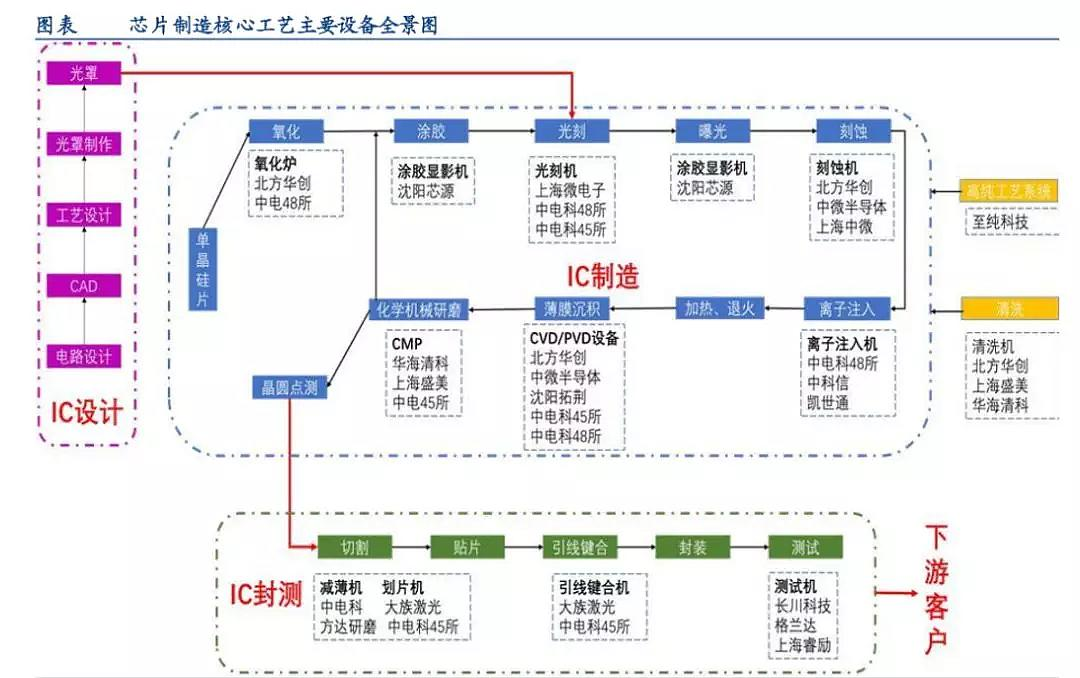 图表 芯片制造核心工艺主要设备全景图
光罩
光罩制作
工艺设计
CAD
电路设计
IC设计
单晶硅片
氧化
氧化炉
北方华创
中电48所
涂胶
涂胶显影机
沈阳芯源
光刻
光刻机
上海微电子
中电科48所
中电科45所
曝光
涂胶显影机
沈阳芯源
刻蚀
刻蚀机
北方华创
中微半导体
上海中微
高纯工艺系统
至纯科技
IC制造
化学机械研磨
CMP
华海清科
上海盛美
中电45所
薄膜沉积
CVD/PVD设备
北方华创
中微半导体
沈阳拓荆
中电科45所
中电科48所
加热、退火
离子注入
离子注入机
中电科48所
中科信
凯世通
清洗
清洗机
北方华创
上海盛美
华海清科
晶圆点测
IC封测
切割
减薄机 划片机
中电科 大族激光
方达研磨 中电科45所
贴片
引线键合
引线键合机
大族激光
中电科45所
封装
测试
测试机
长川科技
格兰达
上海睿励
下游客户